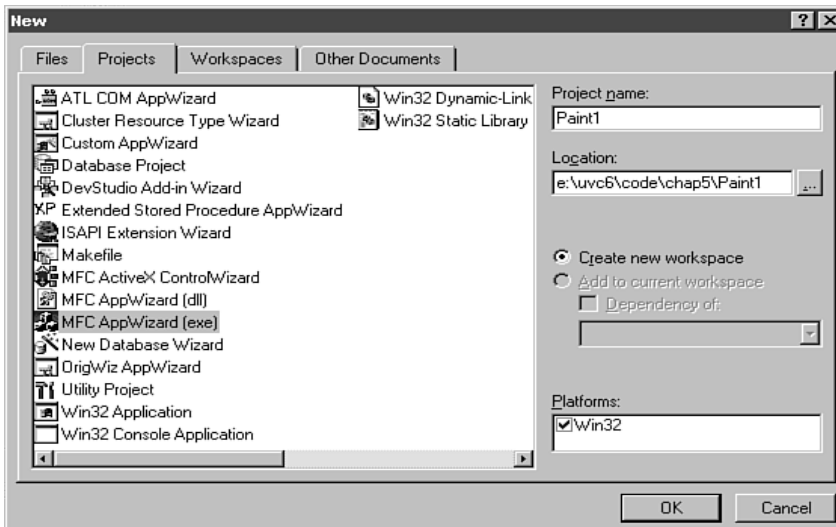 New
Files Projects Workspaces Other Documents
ATL COM AppWizard
Cluster Resource Type Wizard
Custom AppWizard
Database Project
DevStudio Add-in Wizard
Extended Stored Procedure AppWizard
ISAPI Extension Wizard
Makefile
MFC ActiveX ControlWizard
MFC AppWizard (dll)
MFC AppWizard (exe)
New Database Wizard
OrigWiz AppWizard
Utility Project
Win32 Application
Win32 Console Application
Win32 Dynamic-Link
Win32 Static Library
Project name:
Paint1
Location:
e:\uvc6\code\chap5\Paint1
...
Create new workspace
Add to current workspace
Dependency of:
Platforms:
Win32
OK Cancel